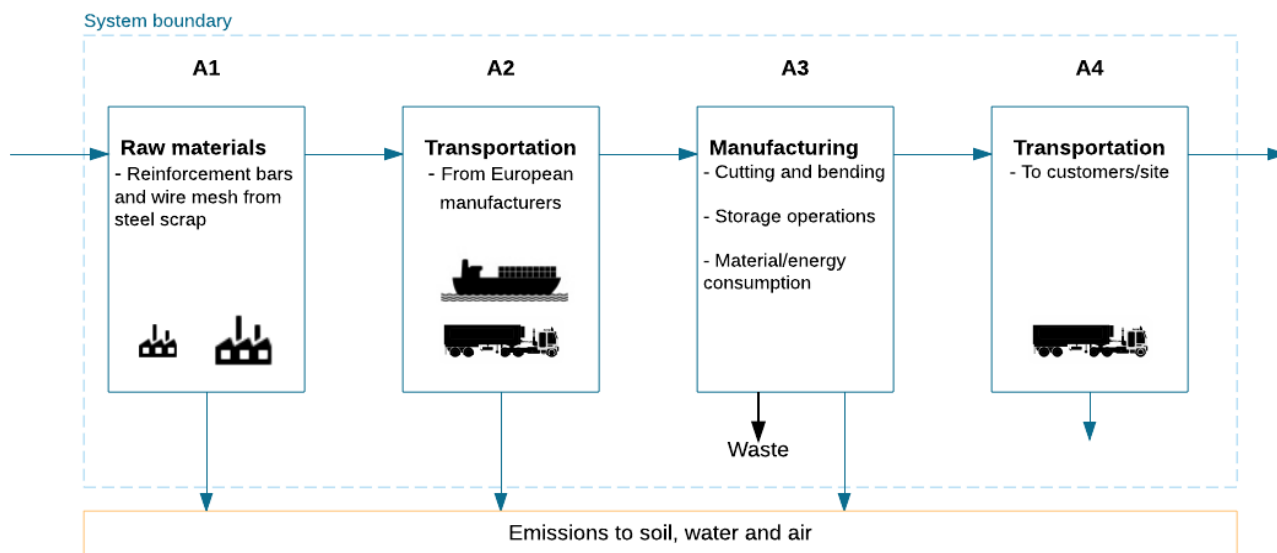 System boundary
A1
A2
A3
A4
Raw materials
- Reinforcement bars
and wire mesh from
steel scrap
Transportation
- From European
manufacturers
Manufacturing
- Cutting and bending
- Storage operations
- Material/energy
consumption
Transportation
- To customers/site
Waste
Emissions to soil, water and air